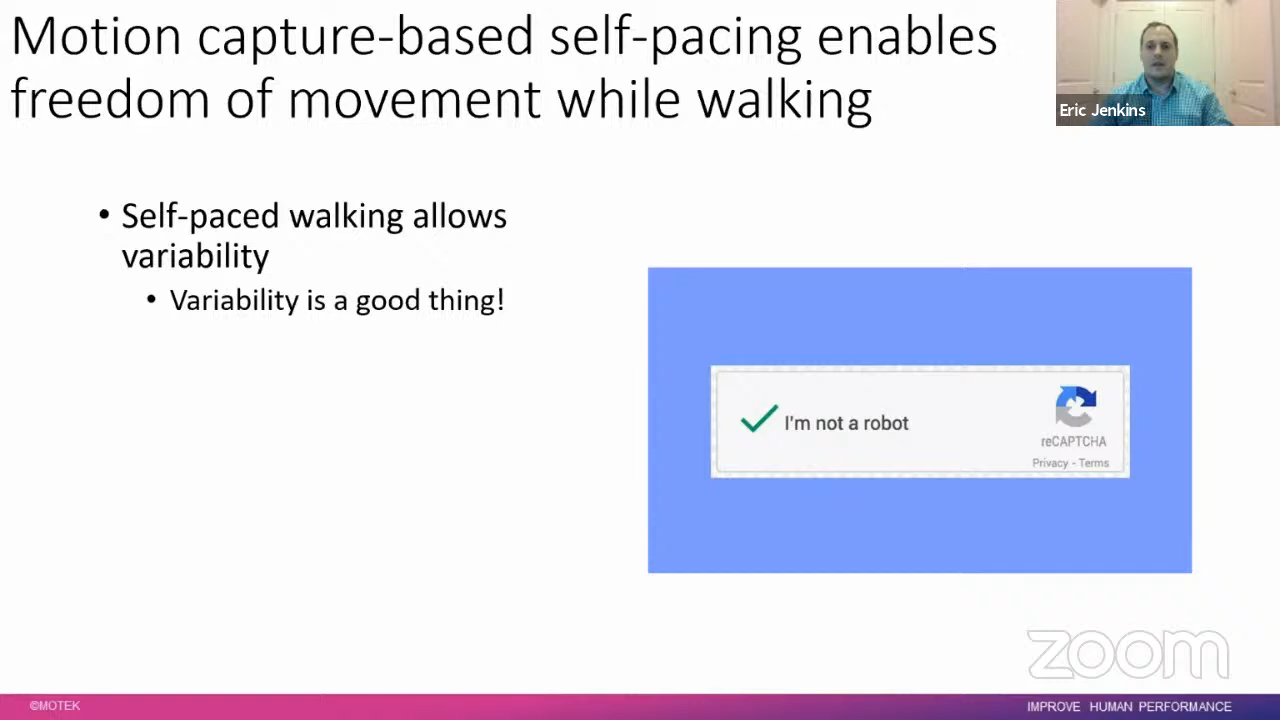 Motion capture-based self-pacing enables
freedom of movement while walking
Eric Jenkins
• Self-paced walking allows
variability
• Variability is a good thing!
I'm not a robot
reCAPTCHA
Privacy - Terms
zoom
©MOTEK
IMPROVE HUMAN PERFORMANCE